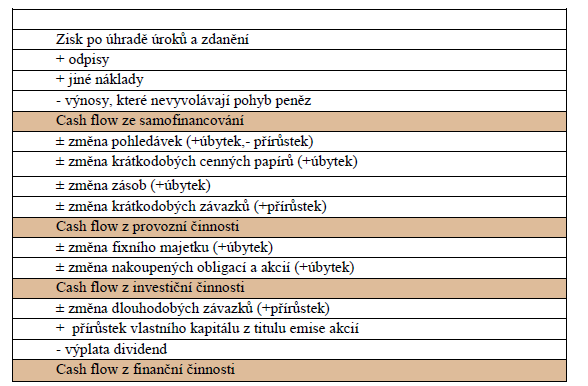 Zisk po úhradě úroků a zdanění
+ odpisy
+ jiné náklady
- výnosy, které nevyvolávají pohyb peněz
Cash flow ze samofinancování
± změna pohledávek (+úbytek,- přírůstek)
± změna krátkodobých cenných papírů (+úbytek)
± změna zásob (+úbytek)
± změna krátkodobých závazků (+přírůstek)
Cash flow z provozní činnosti
± změna fixního majetku (+úbytek)
± změna nakoupených obligací a akcií (+úbytek)
Cash flow z investiční činnosti
± změna dlouhodobých závazků (+přírůstek)
+ přírůstek vlastního kapitálu z titulu emise akcií
- výplata dividend
Cash flow z finanční činnosti